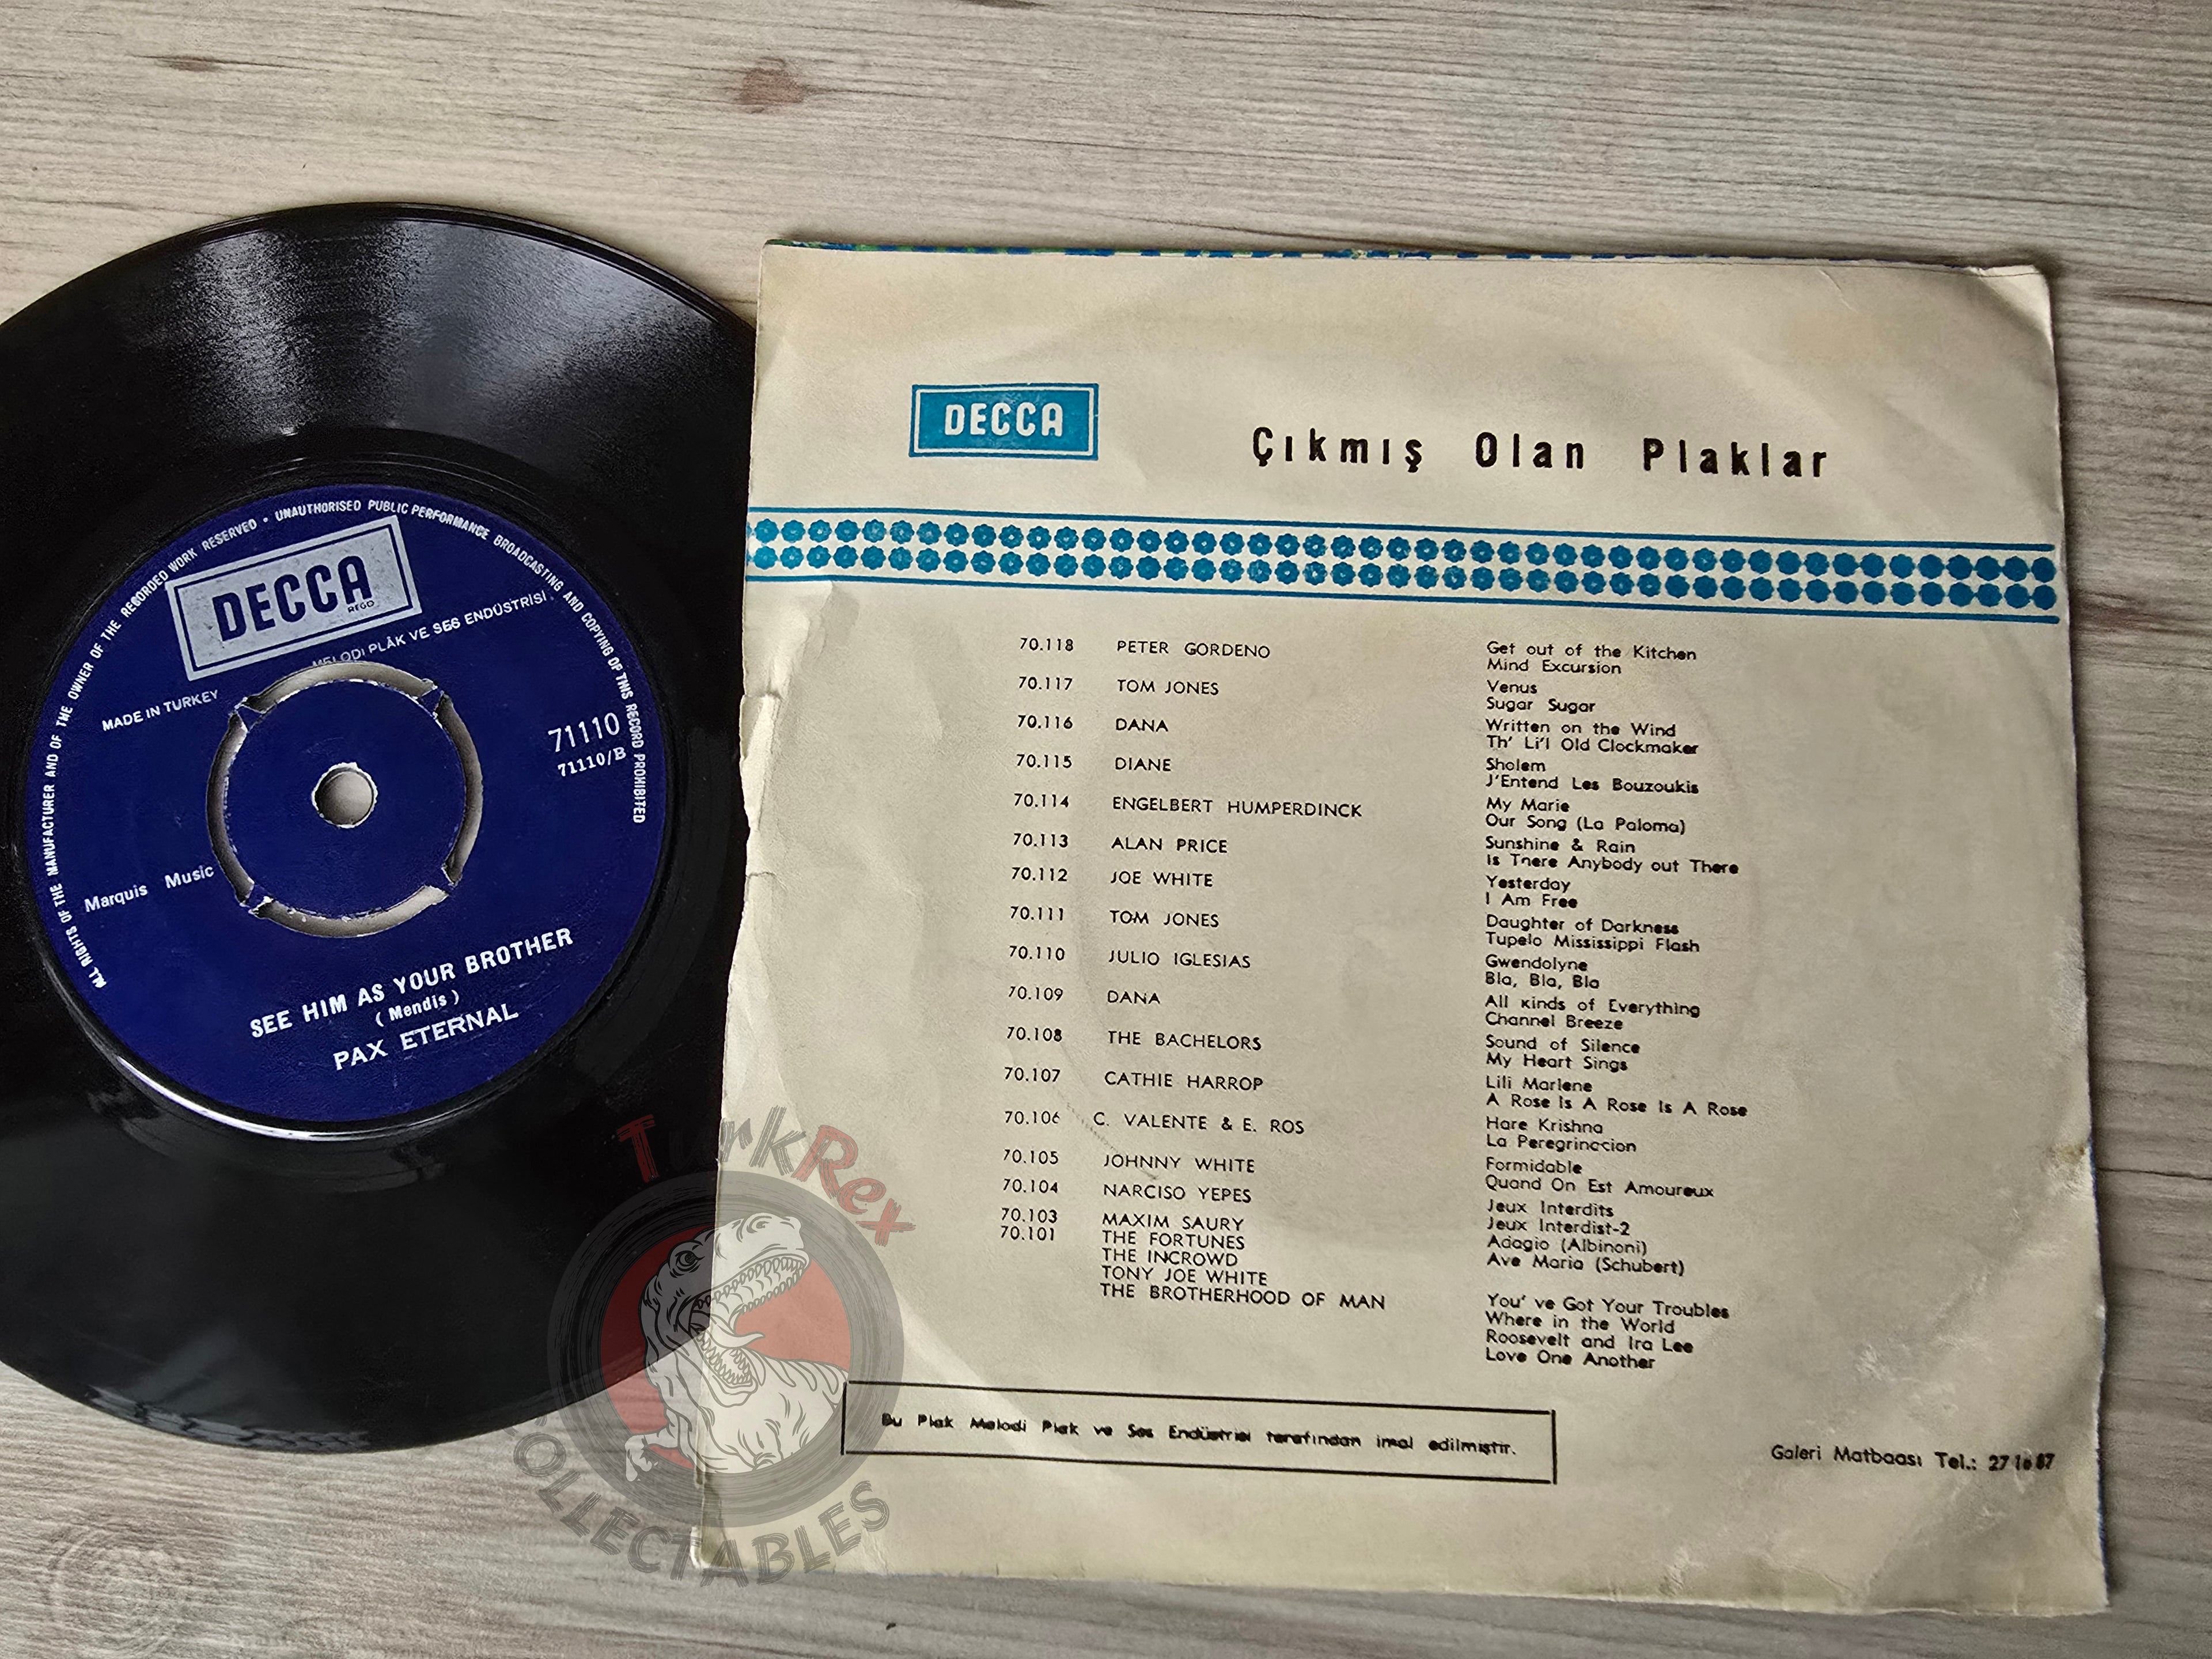 ALL RIGHTS OF THE MANUFACTURER AND OF THE OWNER OF THE RECORDED WORK RESERVED • UNAUTHORISED PUBLIC PERFORMANCE BROADCASTING AND COPYING OF THIS RECORD PROHIBITED
DECCA
REGD.
MELODI PLÂK VE SES ENDÜSTRİSİ
MADE IN TURKEY
71110
71110/B
Marquis Music
SEE HIM AS YOUR BROTHER
( Mendis )
PAX ETERNAL
DECCA
Çıkmış Olan Plaklar
70.118 PETER GORDENO Get out of the Kitchen
Mind Excursion
70.117 TOM JONES Venus
Sugar Sugar
70.116 DANA Written on the Wind
Th' Li'l Old Clockmaker
70.115 DIANE Sholem
J'Entend Les Bouzoukis
70.114 ENGELBERT HUMPERDINCK My Marie
Our Song (La Paloma)
70.113 ALAN PRICE Sunshine & Rain
Is Tnere Anybody out There
70.112 JOE WHITE Yesterday
I Am Free
70.111 TOM JONES Daughter of Darkness
Tupelo Mississippi Flash
70.110 JULIO IGLESIAS Gwendolyne
Bla, Bla, Bla
70.109 DANA All Kinds of Everything
Channel Breeze
70.108 THE BACHELORS Sound of Silence
My Heart Sings
70.107 CATHIE HARROP Lili Marlene
A Rose Is A Rose Is A Rose
70.106 C. VALENTE & E. ROS Hare Krishna
La Peregrinccion
70.105 JOHNNY WHITE Formidable
Quand On Est Amoureux
70.104 NARCISO YEPES Jeux Interdits
Jeux Interdist-2
70.103 MAXIM SAURY Adagio (Albinoni)
Ave Maria (Schubert)
70.101 THE FORTUNES You' ve Got Your Troubles
THE INCROWD Where in the World
TONY JOE WHITE Roosevelt and Ira Lee
THE BROTHERHOOD OF MAN Love One Another
Bu Plak Melodi Plak ve Ses Endüstrisi tarafından imal edilmiştir.
Galeri Matbaası Tel.: 27
TurkRex
COLLECTABLES